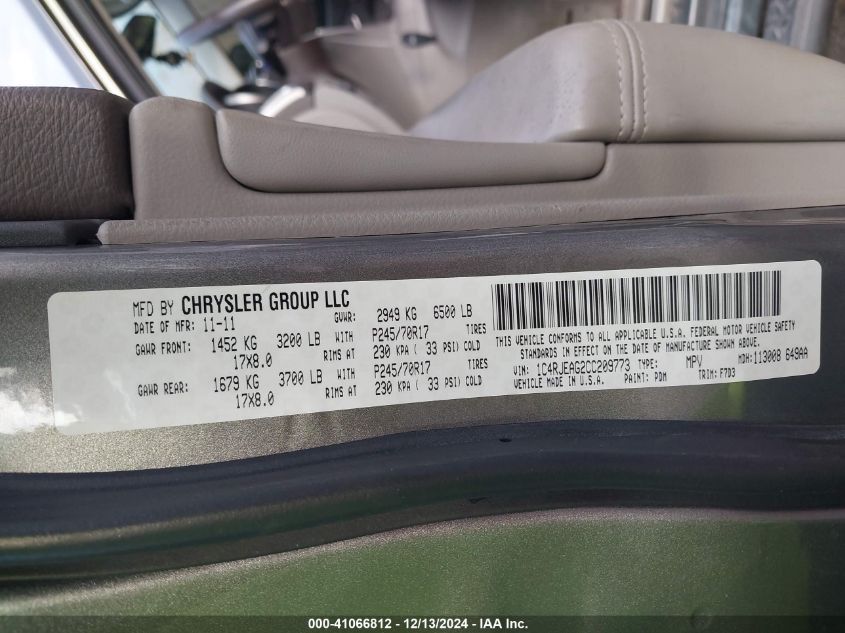 MFD BY CHRYSLER GROUP LLC
DATE OF MFR: 11-11 GVWR: 2949 KG 6500 LB
GAWR FRONT: 1452 KG 3200 LB WITH P245/70R17 TIRES
17X8.0 RIMS AT 230 KPA ( 33 PSI) COLD
GAWR REAR: 1679 KG 3700 LB WITH P245/70R17 TIRES
17X8.0 RIMS AT 230 KPA ( 33 PSI) COLD
THIS VEHICLE CONFORMS TO ALL APPLICABLE U.S.A. FEDERAL MOTOR VEHICLE SAFETY
STANDARDS IN EFFECT ON THE DATE OF MANUFACTURE SHOWN ABOVE.
VIN: 1C4RJEAG2CC209773 TYPE: MPV MDH:113008 649AA
VEHICLE MADE IN U.S.A. PAINT: PDM TRIM: F7D3
000-41066812 - 12/13/2024 - IAA Inc.